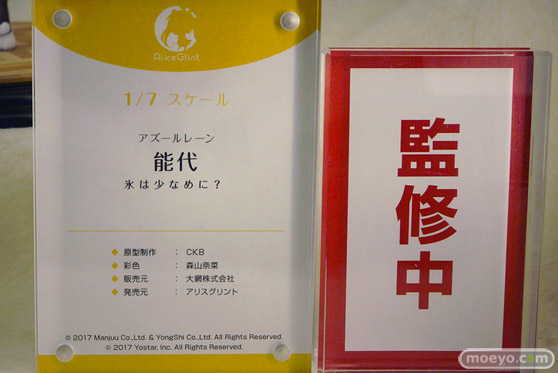 AliceGlint
1/7 スケール
アズールレーン
能代
氷は少なめに?
◆ 原型制作 : CKB
◆ 彩色 : 森山奈菜
◆ 販売元 : 大網株式会社
◆ 発売元 : アリスグリント
© 2017 Manjuu Co.,Ltd. & YongShi Co.,Ltd. All Rights Reserved.
© 2017 Yostar, Inc. All Rights Reserved.
監修中
moeyo.com